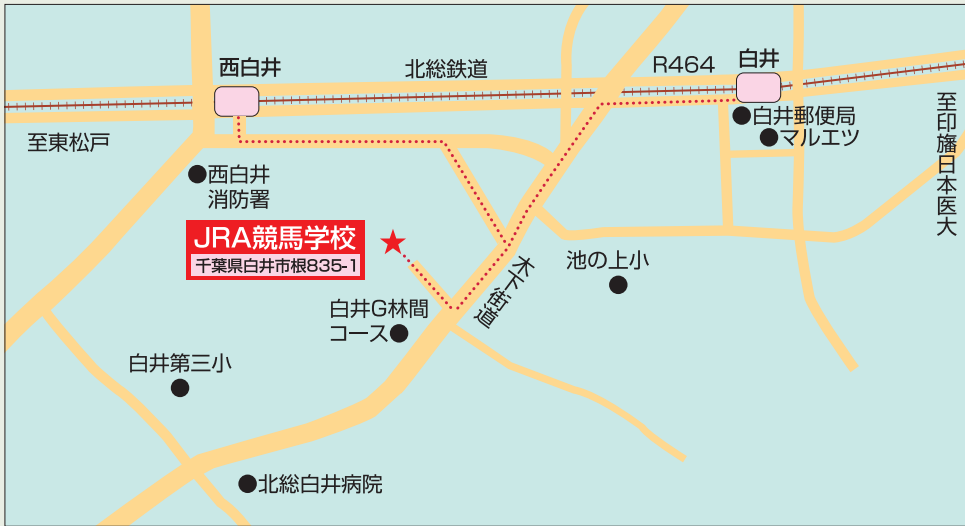 西白井
北総鉄道
R464
白井
至東松戸
白井郵便局
マルエツ
至印旛日本医大
西白井
消防署
JRA競馬学校
千葉県白井市根835-1
池の上小
木下街道
白井G林間
コース
白井第三小
北総白井病院